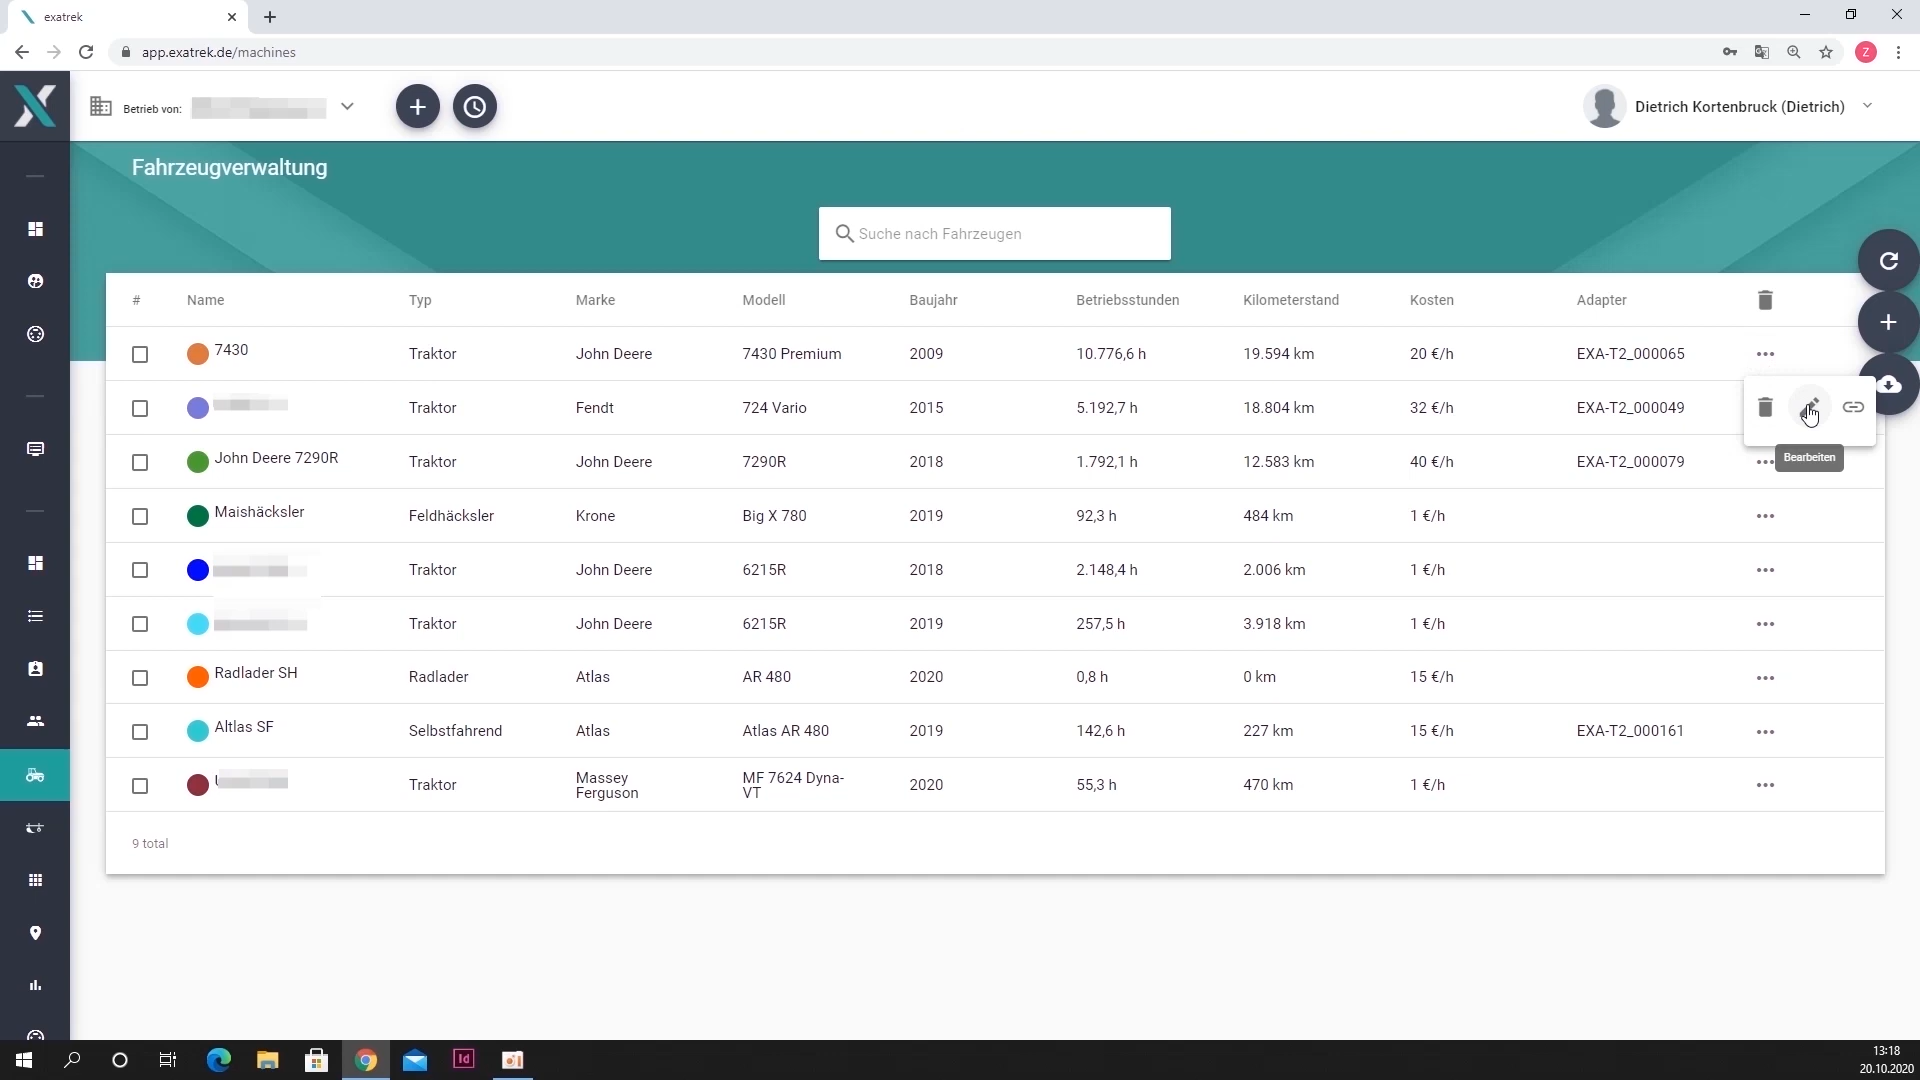 exatrek
app.exatrek.de/machines
Z
Betrieb von:
Dietrich Kortenbruck (Dietrich)
Fahrzeugverwaltung
Suche nach Fahrzeugen
# Name Typ Marke Modell Baujahr Betriebsstunden Kilometerstand Kosten Adapter
7430 Traktor John Deere 7430 Premium 2009 10.776,6 h 19.594 km 20 €/h EXA-T2_000065
Traktor Fendt 724 Vario 2015 5.192,7 h 18.804 km 32 €/h EXA-T2_000049
Bearbeiten
John Deere 7290R Traktor John Deere 7290R 2018 1.792,1 h 12.583 km 40 €/h EXA-T2_000079
Maishäcksler Feldhäcksler Krone Big X 780 2019 92,3 h 484 km 1 €/h
Traktor John Deere 6215R 2018 2.148,4 h 2.006 km 1 €/h
Traktor John Deere 6215R 2019 257,5 h 3.918 km 1 €/h
Radlader SH Radlader Atlas AR 480 2020 0,8 h 0 km 15 €/h
Altlas SF Selbstfahrend Atlas Atlas AR 480 2019 142,6 h 227 km 15 €/h EXA-T2_000161
Traktor Massey Ferguson MF 7624 Dyna-VT 2020 55,3 h 470 km 1 €/h
9 total
Id
13:18
20.10.2020